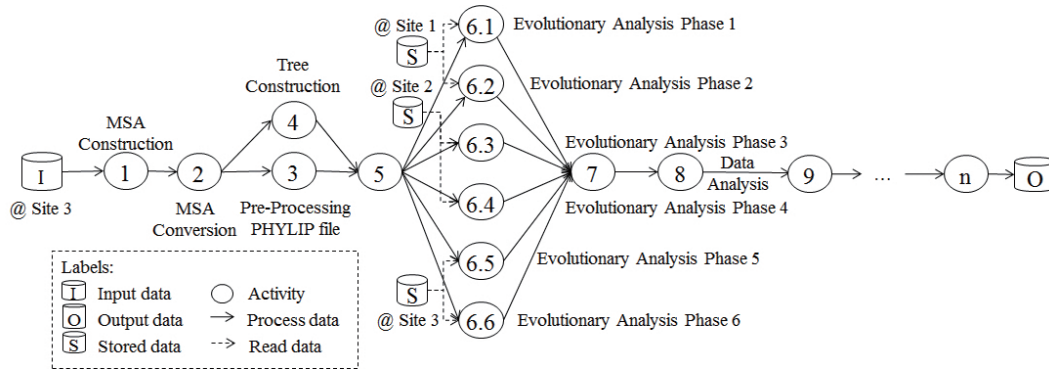 @ Site 1
6.1
Evolutionary Analysis Phase 1
S
Tree
Construction
@ Site 2
6.2
Evolutionary Analysis Phase 2
S
MSA
Construction
4
6.3
Evolutionary Analysis Phase 3
I
1
2
3
5
7
8
Data
Analysis
9
...
n
O
@ Site 3
MSA
Conversion
Pre-Processing
PHYLIP file
6.4
Evolutionary Analysis Phase 4
6.5
Evolutionary Analysis Phase 5
S
@ Site 3
6.6
Evolutionary Analysis Phase 6
Labels:
I Input data
Activity
O Output data
Process data
S Stored data
Read data